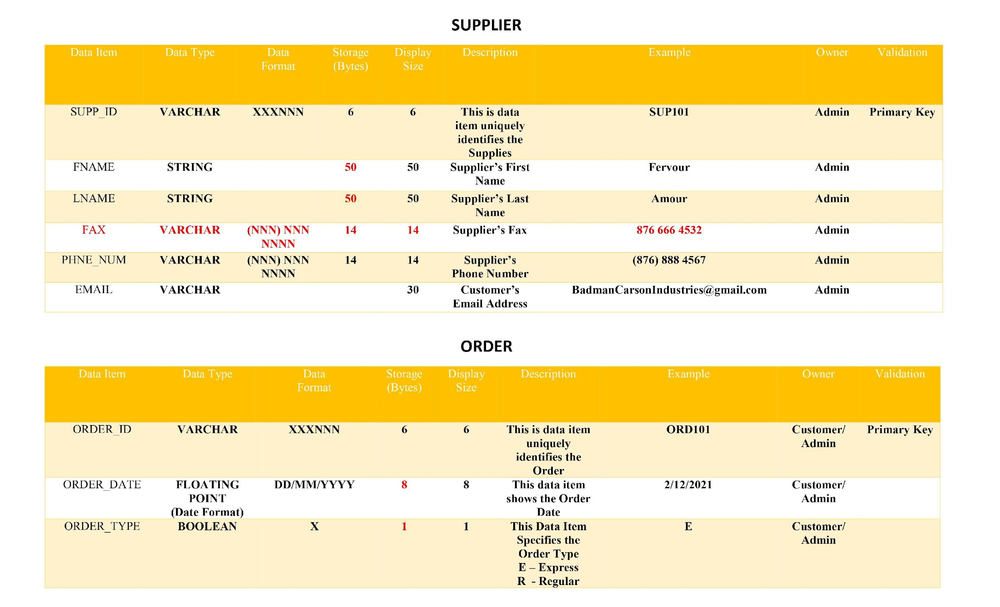 SUPPLIER
Data Item Data Type Data Storage Display Description Example Owner Validation
Format (Bytes) Size
SUPP_ID VARCHAR XXXNNN 6 6 This is data SUP101 Admin Primary Key
item uniquely
identifies the
Supplies
FNAME STRING 50 50 Supplier’s First Fervour Admin
Name
LNAME STRING 50 50 Supplier’s Last Amour Admin
Name
FAX VARCHAR (NNN) NNN 14 14 Supplier’s Fax 876 666 4532 Admin
NNNN
PHNE_NUM VARCHAR (NNN) NNN 14 14 Supplier’s (876) 888 4567 Admin
NNNN Phone Number
EMAIL VARCHAR 30 Customer’s BadmanCarsonIndustries@gmail.com Admin
Email Address
ORDER
Data Item Data Type Data Storage Display Description Example Owner Validation
Format (Bytes) Size
ORDER_ID VARCHAR XXXNNN 6 6 This is data item ORD101 Customer/ Primary Key
uniquely Admin
identifies the
Order
ORDER_DATE FLOATING DD/MM/YYYY 8 8 This data item 2/12/2021 Customer/
POINT shows the Order Admin
(Date Format) Date
ORDER_TYPE BOOLEAN X 1 1 This Data Item E Customer/
Specifies the Admin
Order Type
E – Express
R - Regular